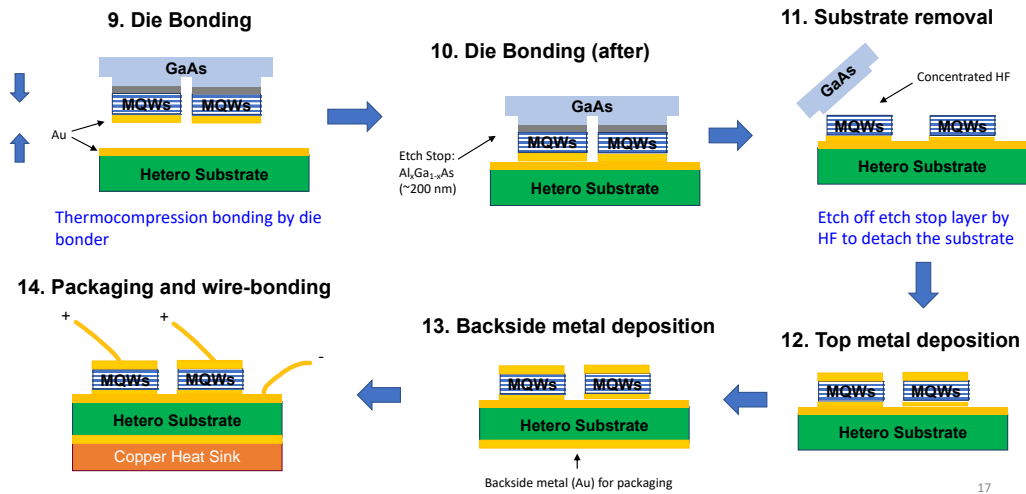 9. Die Bonding
GaAs
MQWs MQWs
Au
Hetero Substrate
Thermocompression bonding by die
bonder
10. Die Bonding (after)
GaAs
MQWs MQWs
Etch Stop:
AlxGa1-xAs
(~200 nm)
Hetero Substrate
11. Substrate removal
GaAs
Concentrated HF
MQWs MQWs
Hetero Substrate
Etch off etch stop layer by
HF to detach the substrate
12. Top metal deposition
MQWs MQWs
Hetero Substrate
13. Backside metal deposition
MQWs MQWs
Hetero Substrate
Backside metal (Au) for packaging
14. Packaging and wire-bonding
+ + -
MQWs MQWs
Hetero Substrate
Copper Heat Sink
17